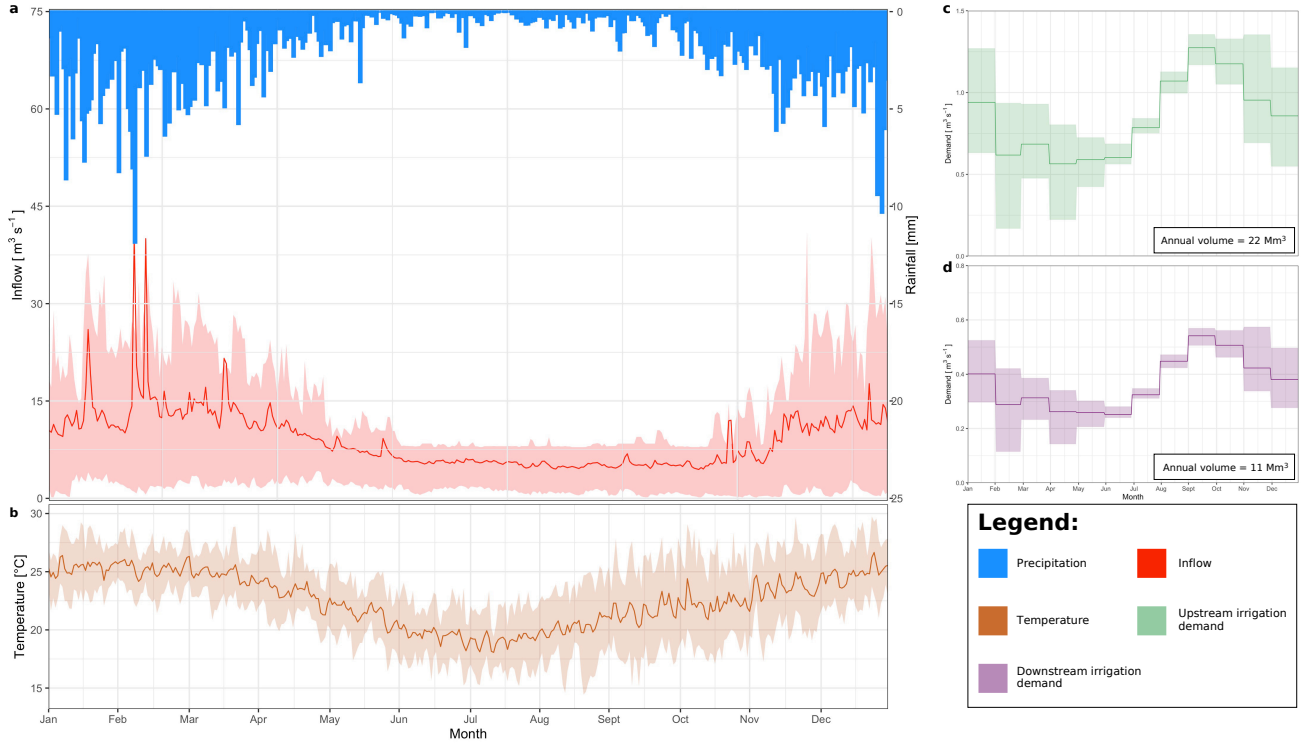 a
75
60
45
30
15
0
Inflow [ m³ s⁻¹ ]
0
5
10
15
20
25
Rainfall [mm]
b
30
25
20
15
Temperature [°C]
Jan Feb Mar Apr May Jun Jul Aug Sept Oct Nov Dec
Month
c
1.5
1.0
0.5
0.0
Demand [ m³ s⁻¹ ]
Annual volume = 22 Mm³
d
0.8
0.6
0.4
0.2
0.0
Demand [ m³ s⁻¹ ]
Annual volume = 11 Mm³
Jan Feb Mar Apr May Jun Jul Aug Sept Oct Nov Dec
Month
Legend:
Precipitation
Inflow
Temperature
Upstream irrigation
demand
Downstream irrigation
demand